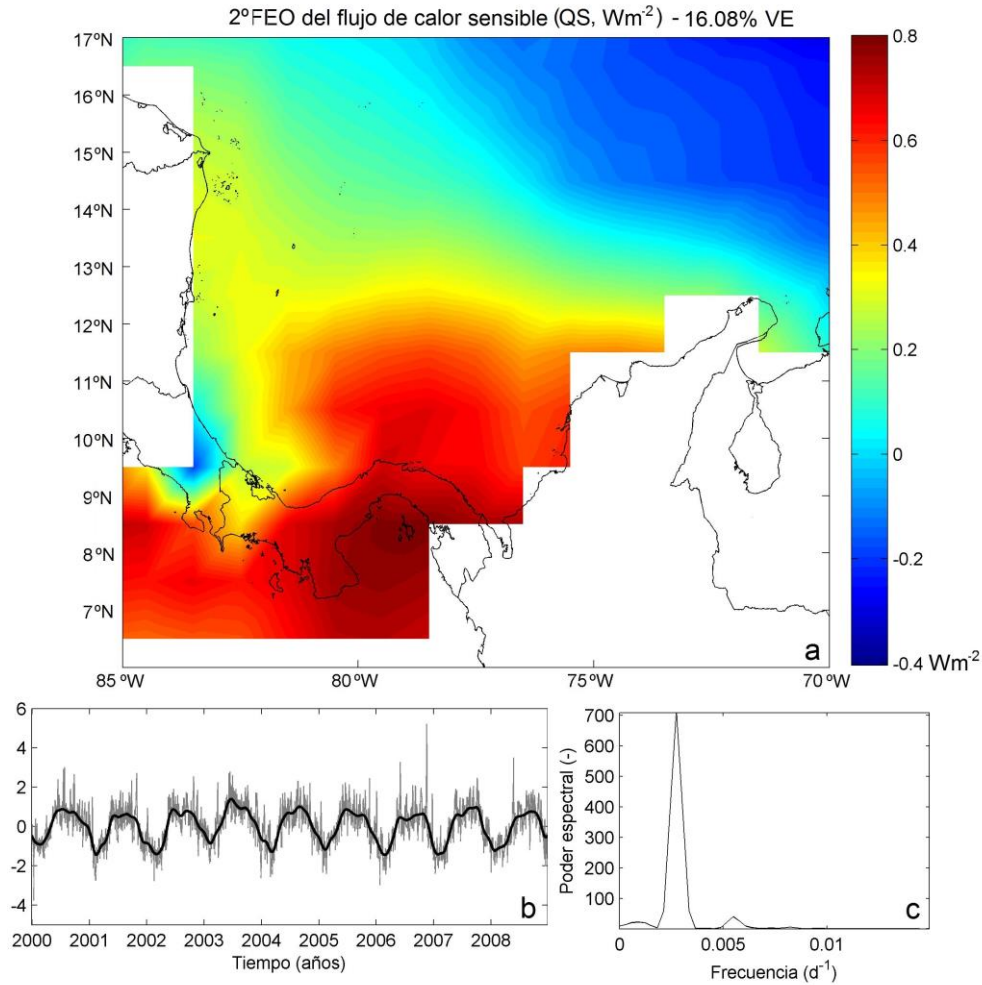 2ºFEO del flujo de calor sensible (QS, Wm-2) - 16.08% VE
17ºN
16ºN
15ºN
14ºN
13ºN
12ºN
11ºN
10ºN
9ºN
8ºN
7ºN
85ºW 80ºW 75ºW 70ºW
a
0.8
0.6
0.4
0.2
0
-0.2
-0.4 Wm-2
6
4
2
0
-2
-4
2000 2001 2002 2003 2004 2005 2006 2007 2008
Tiempo (años)
b
Poder espectral (-)
700
600
500
400
300
200
100
0 0.005 0.01
Frecuencia (d-1)
c